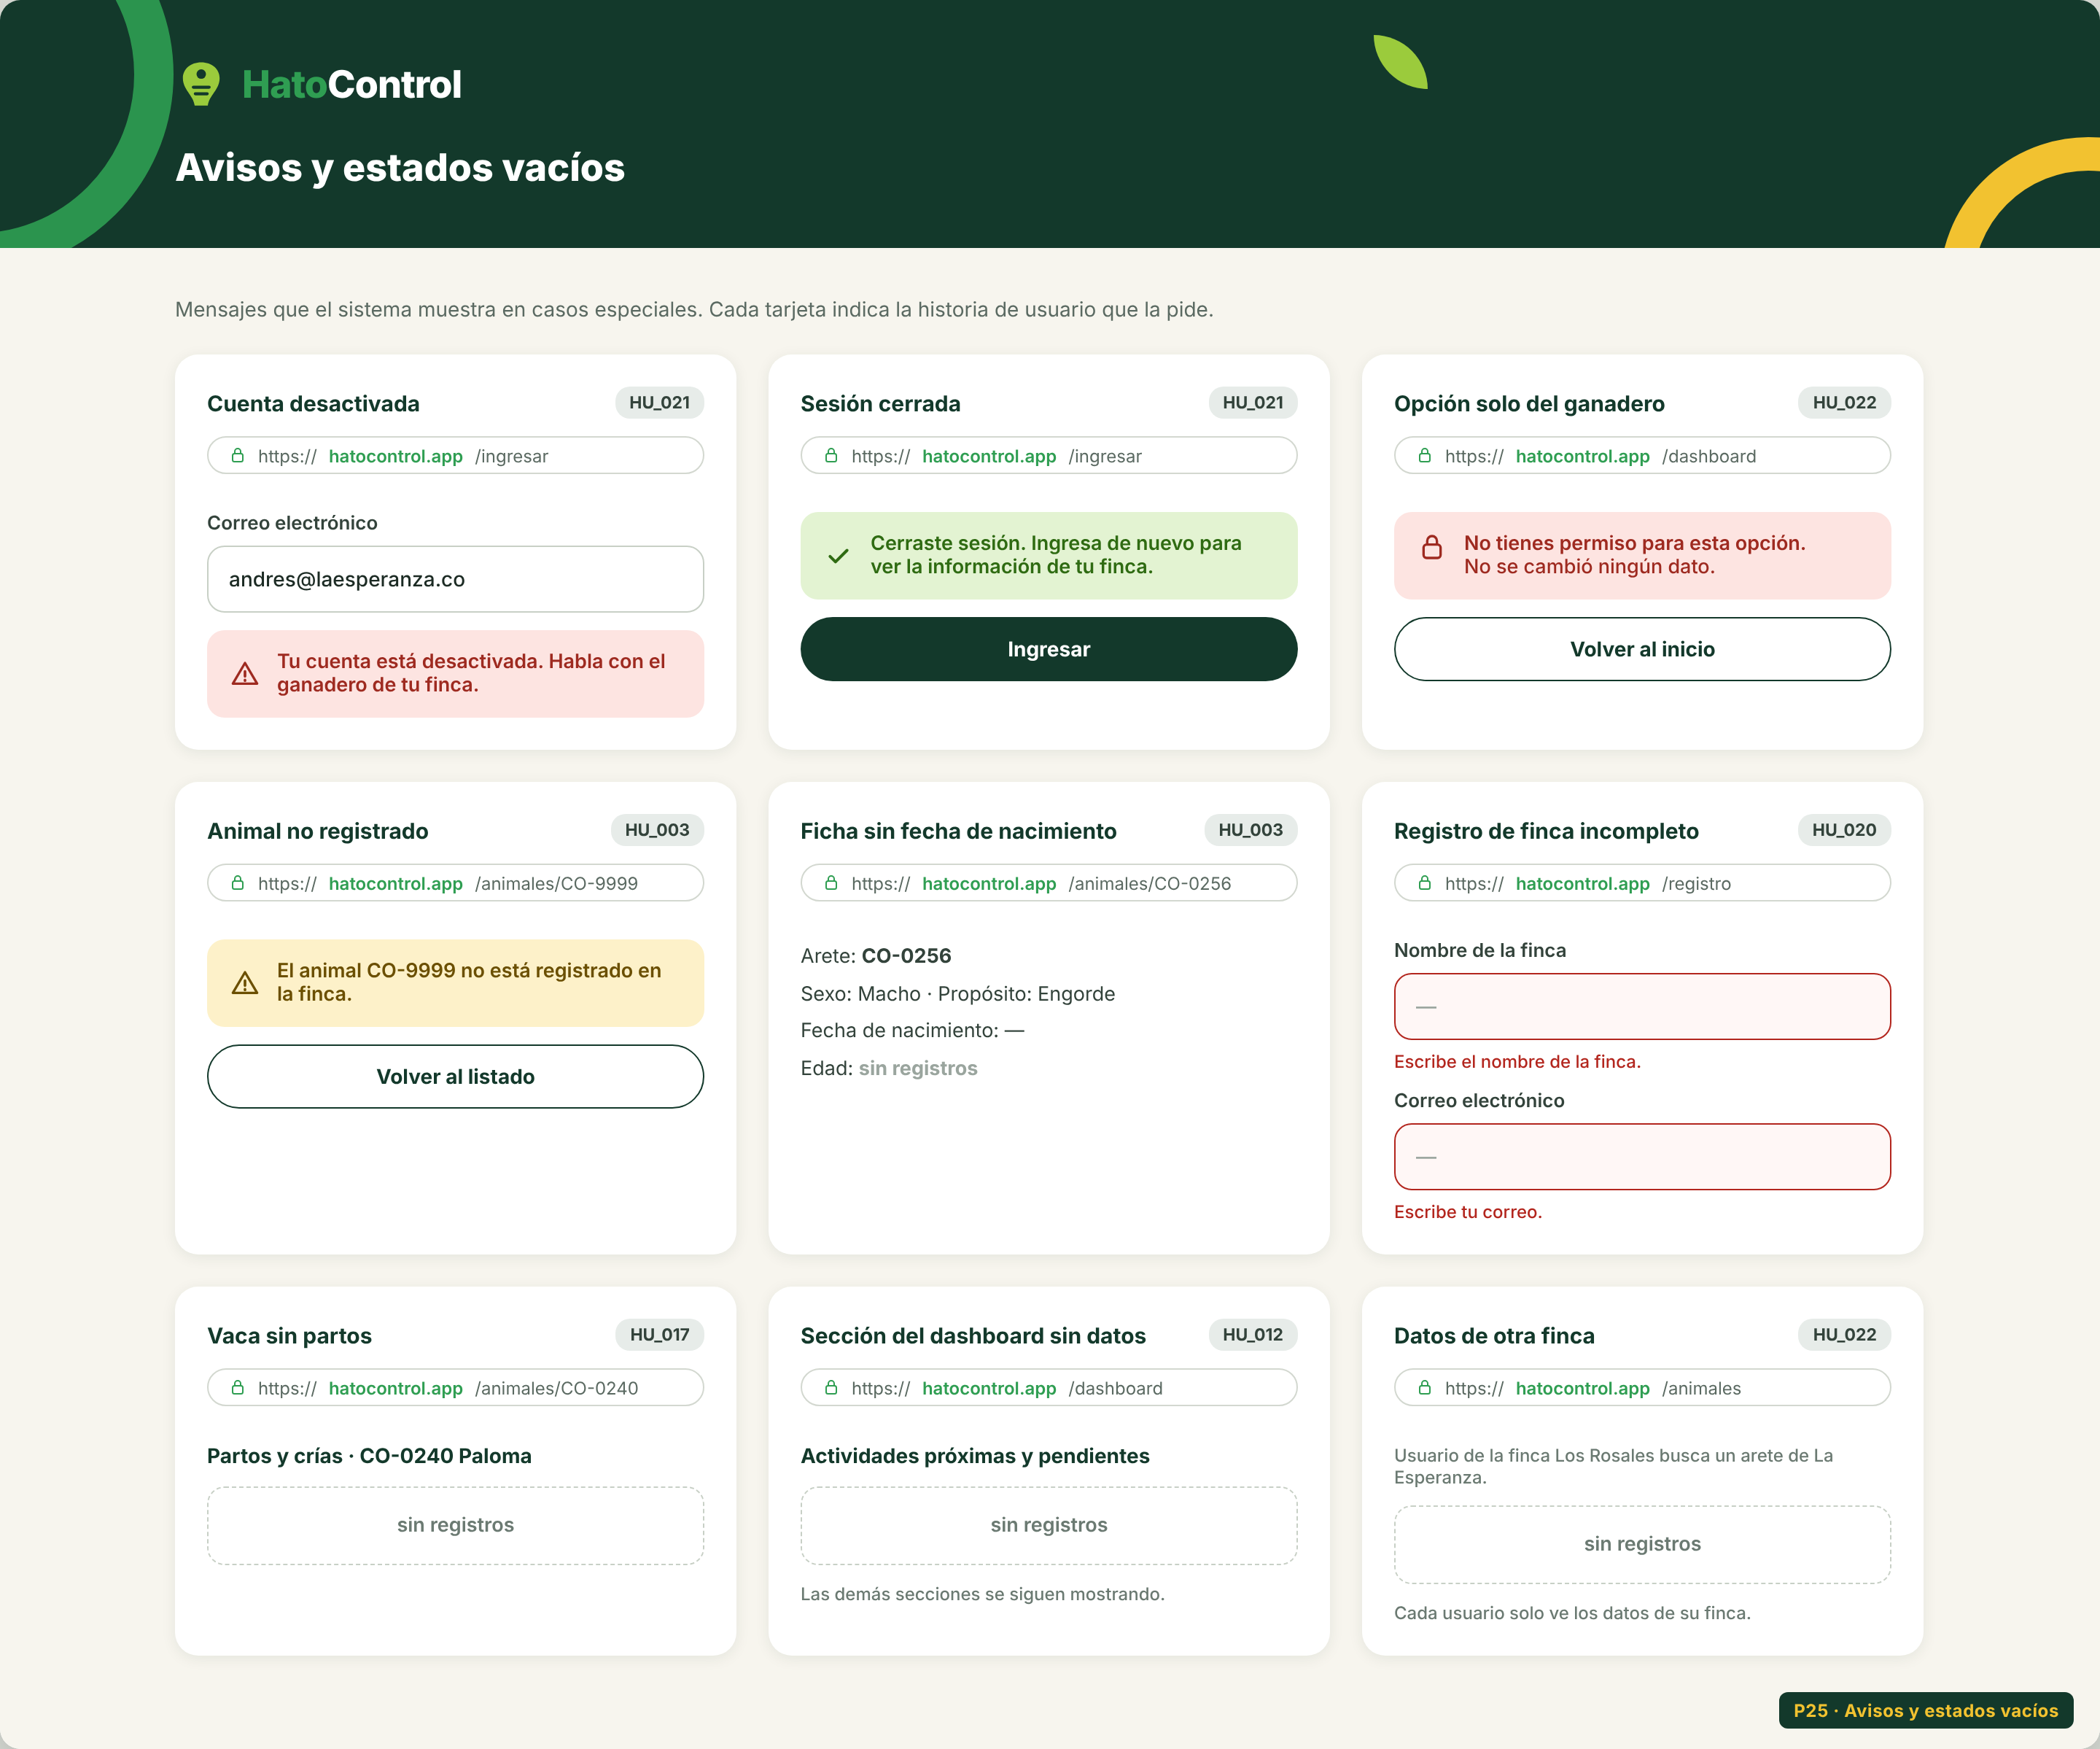 HatoControl
Avisos y estados vacíos
Mensajes que el sistema muestra en casos especiales. Cada tarjeta indica la historia de usuario que la pide.
Cuenta desactivada HU_021
https:// hatocontrol.app /ingresar
Correo electrónico
andres@laesperanza.co
Tu cuenta está desactivada. Habla con el
ganadero de tu finca.
Sesión cerrada HU_021
https:// hatocontrol.app /ingresar
Cerraste sesión. Ingresa de nuevo para
ver la información de tu finca.
Ingresar
Opción solo del ganadero HU_022
https:// hatocontrol.app /dashboard
No tienes permiso para esta opción.
No se cambió ningún dato.
Volver al inicio
Animal no registrado HU_003
https:// hatocontrol.app /animales/CO-9999
El animal CO-9999 no está registrado en
la finca.
Volver al listado
Ficha sin fecha de nacimiento HU_003
https:// hatocontrol.app /animales/CO-0256
Arete: CO-0256
Sexo: Macho · Propósito: Engorde
Fecha de nacimiento: —
Edad: sin registros
Registro de finca incompleto HU_020
https:// hatocontrol.app /registro
Nombre de la finca
—
Escribe el nombre de la finca.
Correo electrónico
—
Escribe tu correo.
Vaca sin partos HU_017
https:// hatocontrol.app /animales/CO-0240
Partos y crías · CO-0240 Paloma
sin registros
Sección del dashboard sin datos HU_012
https:// hatocontrol.app /dashboard
Actividades próximas y pendientes
sin registros
Las demás secciones se siguen mostrando.
Datos de otra finca HU_022
https:// hatocontrol.app /animales
Usuario de la finca Los Rosales busca un arete de La
Esperanza.
sin registros
Cada usuario solo ve los datos de su finca.
P25 · Avisos y estados vacíos